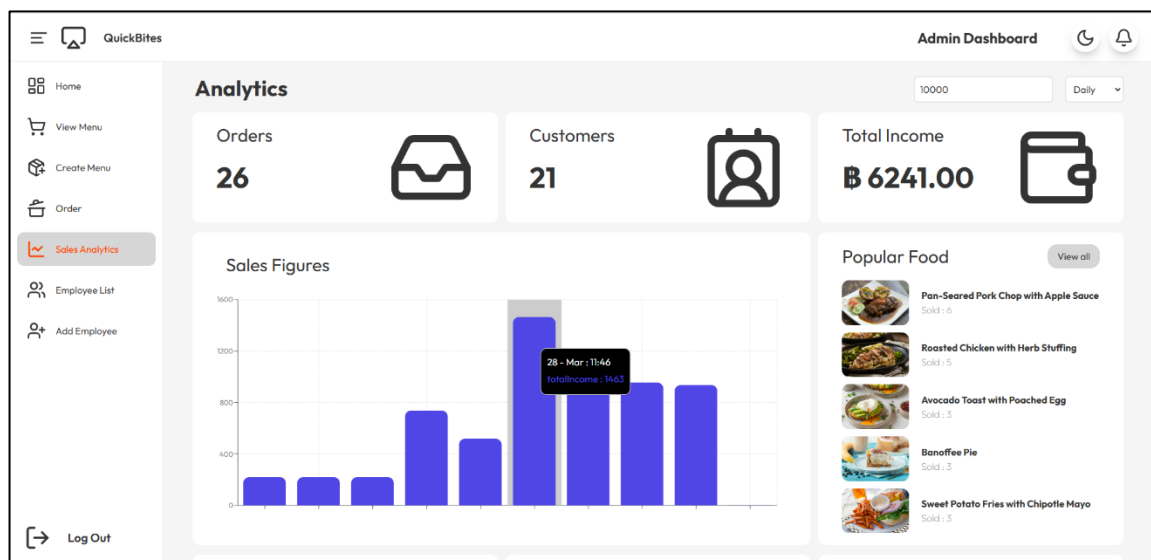 QuickBites
Admin Dashboard
Home
View Menu
Create Menu
Order
Sales Analytics
Employee List
Add Employee
Log Out
Analytics
10000
Daily
Orders
26
Customers
21
Total Income
฿ 6241.00
Sales Figures
1600
1200
800
400
0
28 - Mar : 11:46
totalincome : 1463
Popular Food
View all
Pan-Seared Pork Chop with Apple Sauce
Sold : 6
Roasted Chicken with Herb Stuffing
Sold : 5
Avocado Toast with Poached Egg
Sold : 3
Banoffee Pie
Sold : 3
Sweet Potato Fries with Chipotle Mayo
Sold : 3